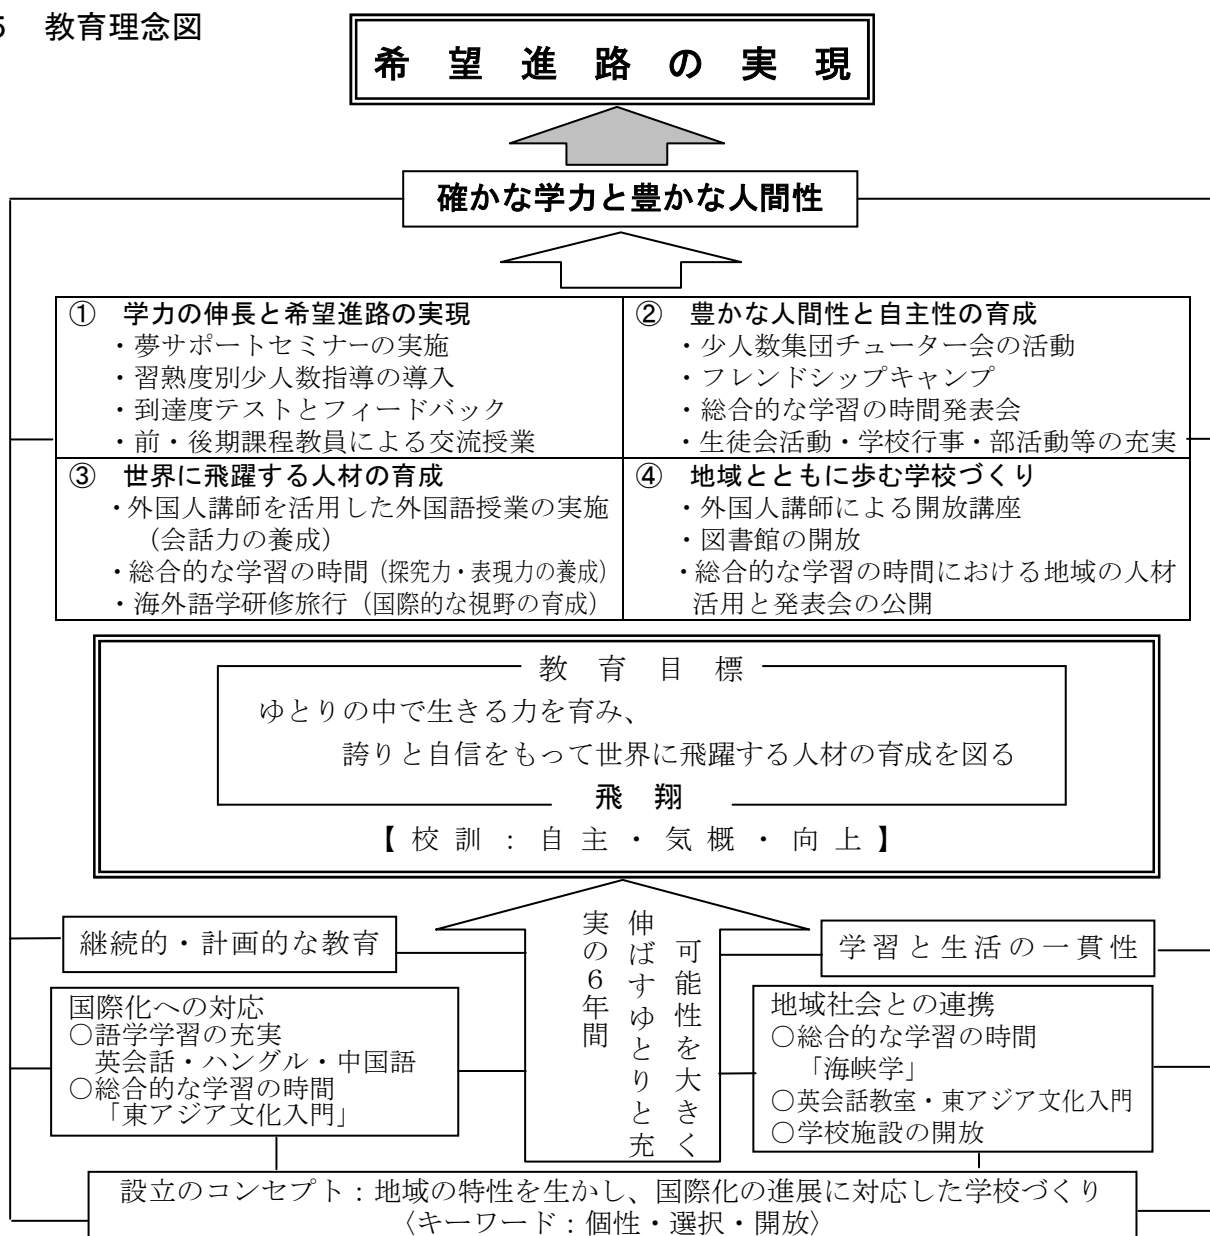 5　教育理念図
希望進路の実現
確かな学力と豊かな人間性
①　学力の伸長と希望進路の実現
・夢サポートセミナーの実施
・習熟度別少人数指導の導入
・到達度テストとフィードバック
・前・後期課程教員による交流授業
②　豊かな人間性と自主性の育成
・少人数集団チューター会の活動
・フレンドシップキャンプ
・総合的な学習の時間発表会
・生徒会活動・学校行事・部活動等の充実
③　世界に飛躍する人材の育成
・外国人講師を活用した外国語授業の実施
（会話力の養成）
・総合的な学習の時間（探究力・表現力の養成）
・海外語学研修旅行（国際的な視野の育成）
④　地域とともに歩む学校づくり
・外国人講師による開放講座
・図書館の開放
・総合的な学習の時間における地域の人材
活用と発表会の公開
教育目標
ゆとりの中で生きる力を育み、
誇りと自信をもって世界に飛躍する人材の育成を図る
飛翔
【校訓：自主・気概・向上】
継続的・計画的な教育
可能性を大きく
伸ばすゆとりと充
実の6年間
学習と生活の一貫性
国際化への対応
○語学学習の充実
英会話・ハングル・中国語
○総合的な学習の時間
「東アジア文化入門」
地域社会との連携
○総合的な学習の時間
「海峡学」
○英会話教室・東アジア文化入門
○学校施設の開放
設立のコンセプト：地域の特性を生かし、国際化の進展に対応した学校づくり
〈キーワード：個性・選択・開放〉